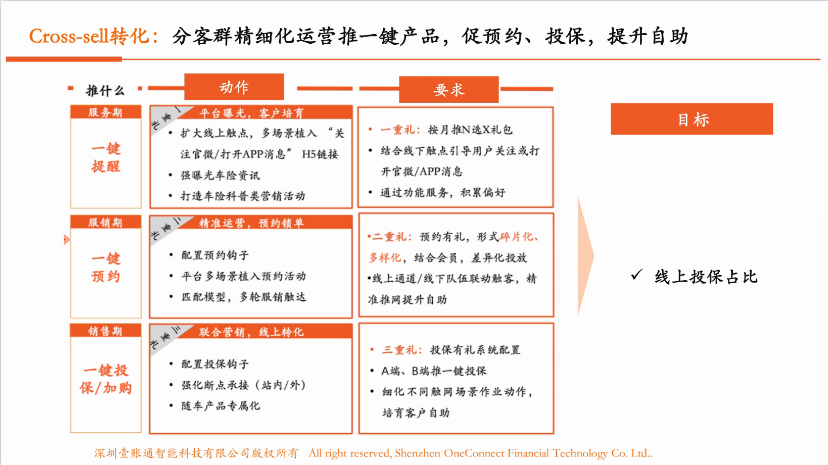 Cross-sell转化：分客群精细化运营推一键产品，促预约、投保，提升自助
推什么
动作
要求
目标
服务期
一键
提醒
一重礼
平台曝光，客户培育
• 扩大线上触点，多场景植入 “关
注官微/打开APP消息” H5链接
• 强曝光车险资讯
• 打造车险科普类营销活动
• 一重礼：按月推N选X礼包
• 结合线下触点引导用户关注或打
开官微/APP消息
• 通过功能服务，积累偏好
服销期
一键
预约
二重礼
精准运营，预约锁单
• 配置预约钩子
• 平台多场景植入预约活动
• 匹配模型，多轮服销触达
•二重礼：预约有礼，形式碎片化、
多样化，结合会员，差异化投放
•线上通道/线下队伍联动触客，精
准推网提升自助
✓ 线上投保占比
销售期
一键投
保/加购
三重礼
联合营销，线上转化
• 配置投保钩子
• 强化断点承接（站内/外）
• 随车产品专属化
• 三重礼：投保有礼系统配置
• A端、B端推一键投保
• 细化不同触网场景作业动作，
培育客户自助
深圳壹账通智能科技有限公司版权所有 All right reserved, Shenzhen OneConnect Financial Technology Co. Ltd..